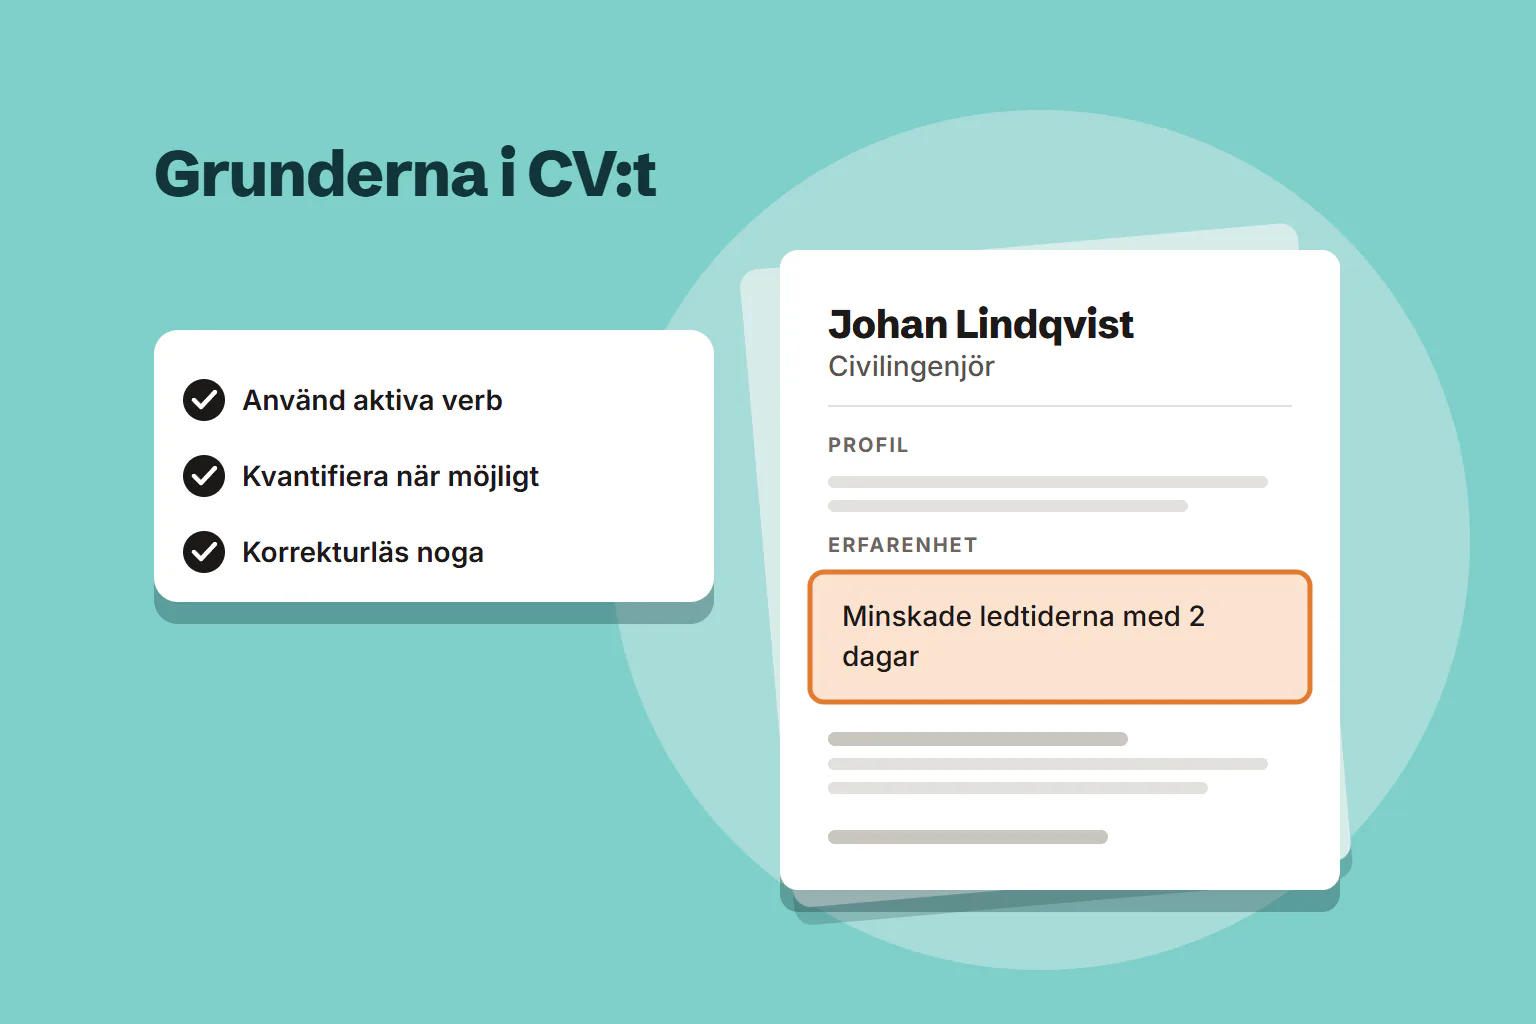 Grunderna i CV:t
Använd aktiva verb
Kvantifiera när möjligt
Korrekturläs noga
Johan Lindqvist
Civilingenjör
PROFIL
ERFARENHET
Minskade ledtiderna med 2
dagar